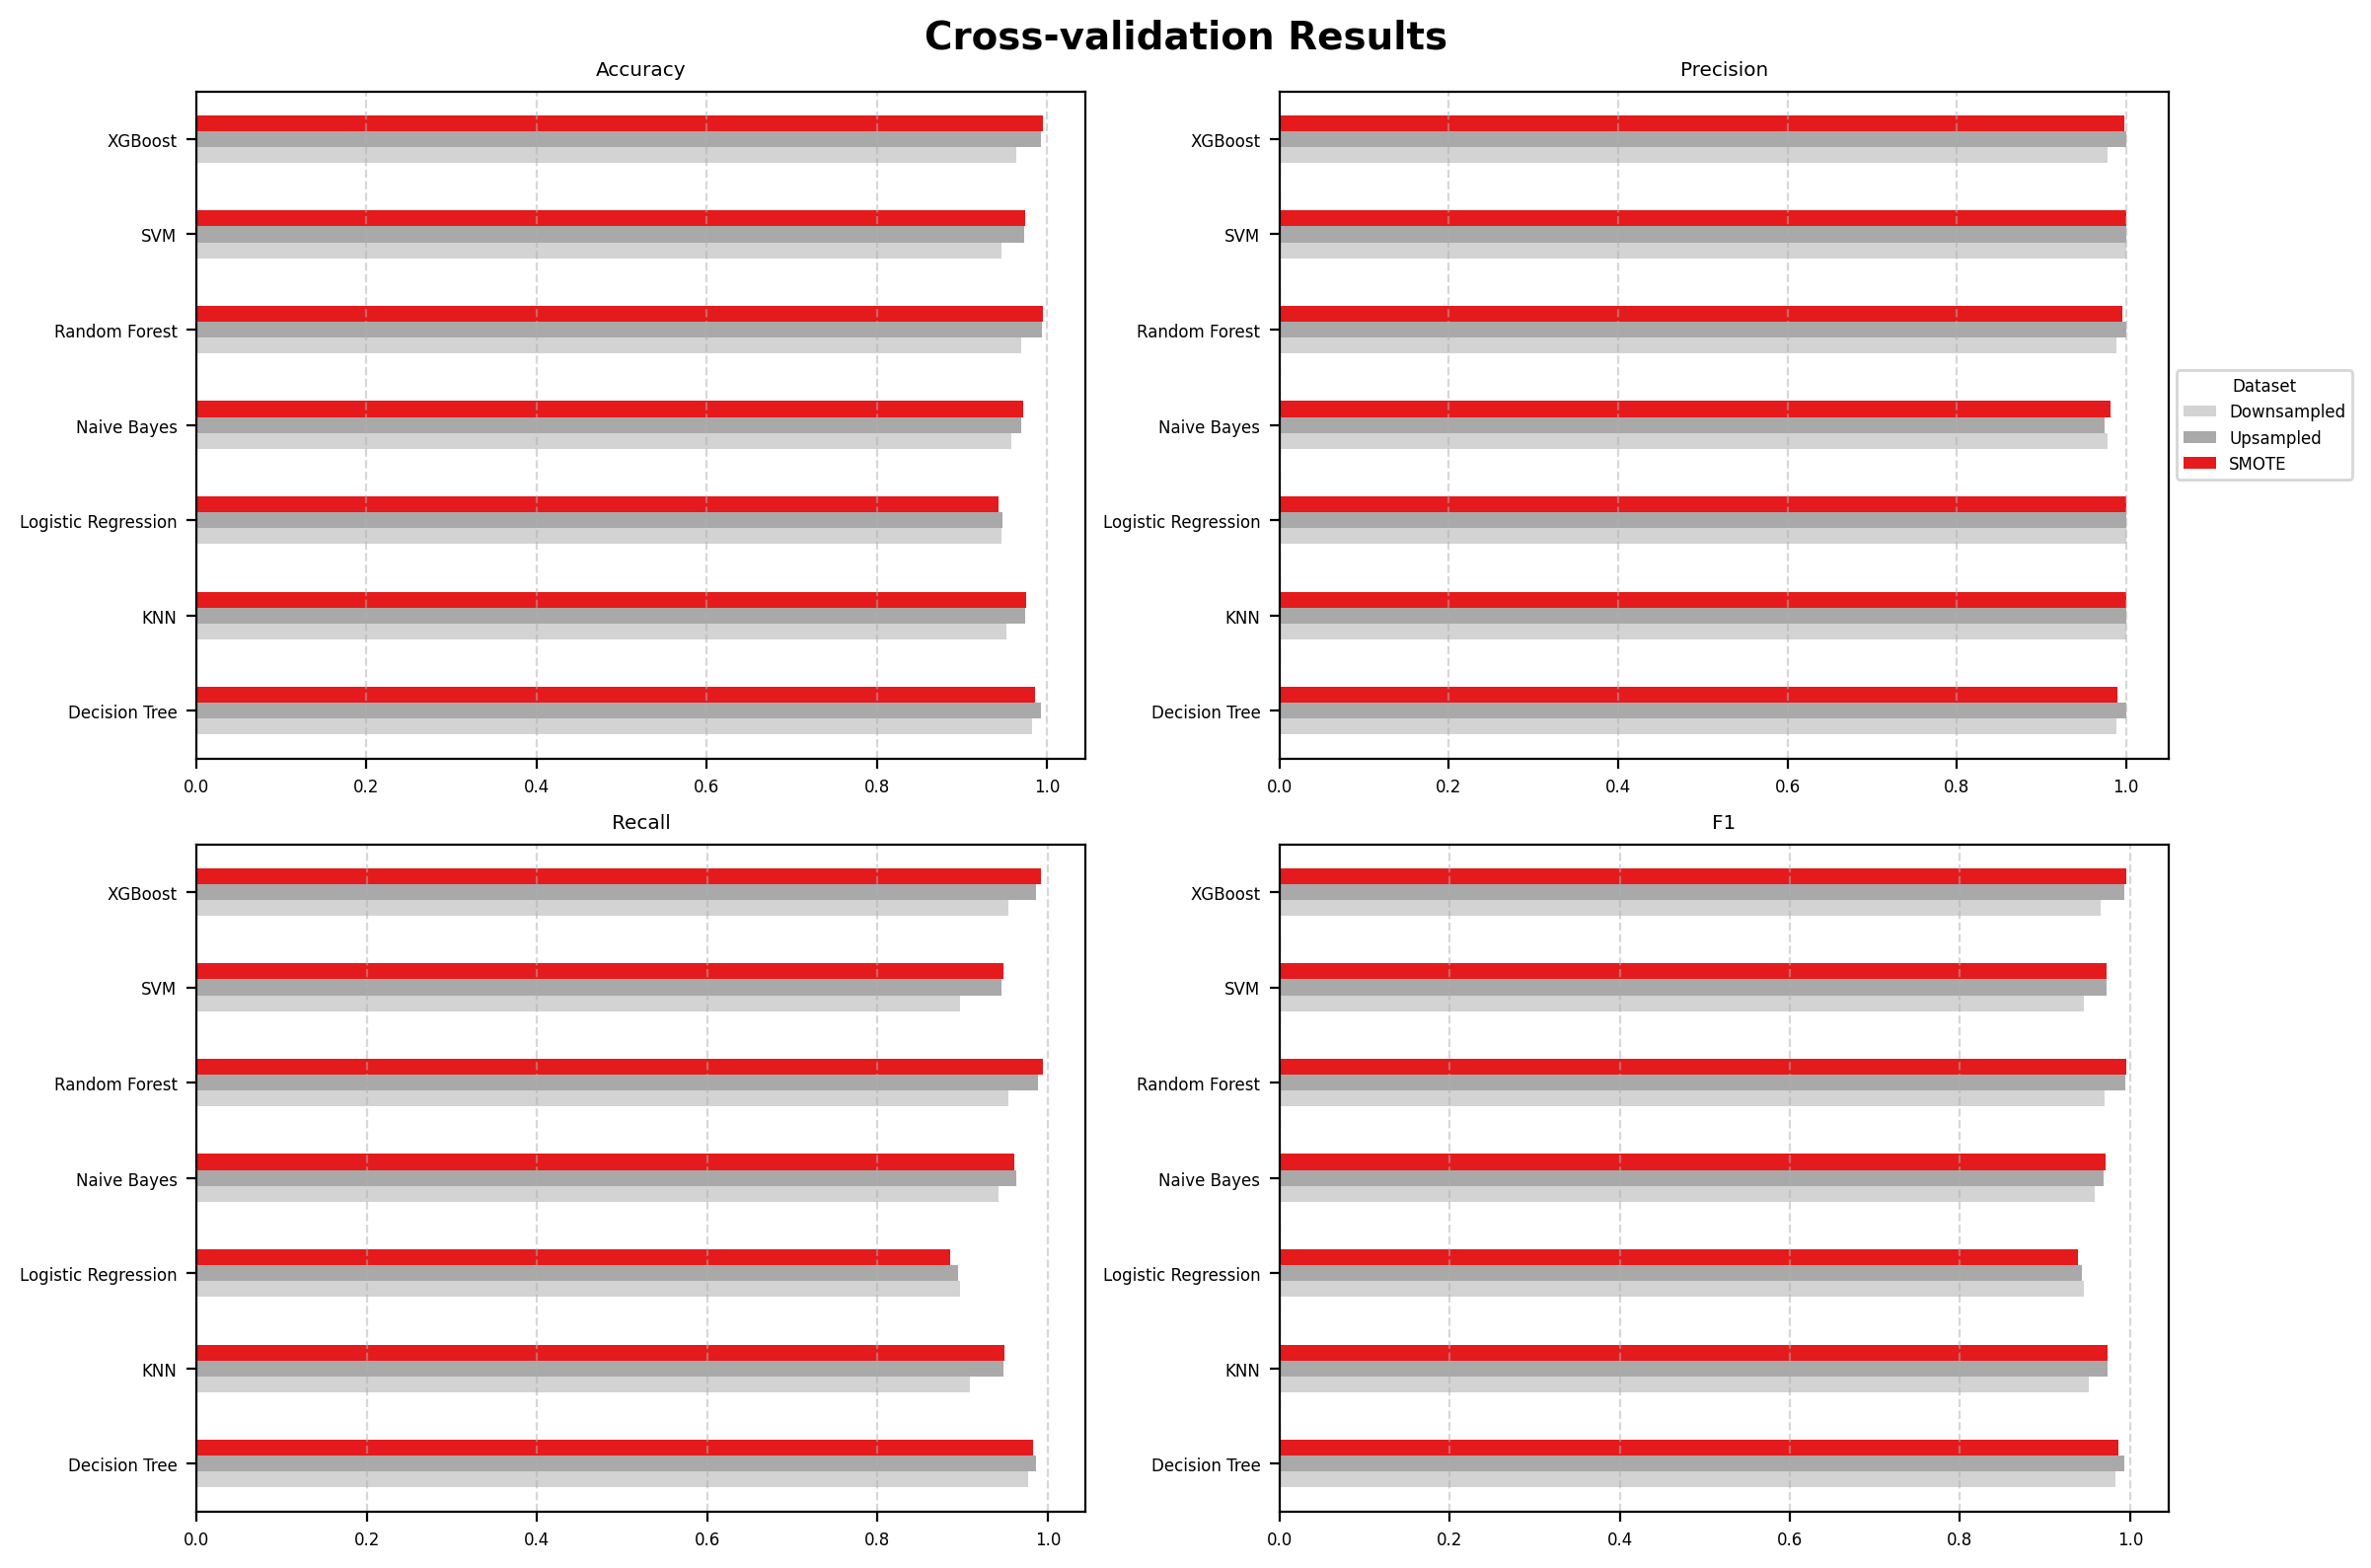 Cross-validation Results
Accuracy
XGBoost
SVM
Random Forest
Naive Bayes
Logistic Regression
KNN
Decision Tree
0.0 0.2 0.4 0.6 0.8 1.0
Precision
XGBoost
SVM
Random Forest
Naive Bayes
Logistic Regression
KNN
Decision Tree
0.0 0.2 0.4 0.6 0.8 1.0
Dataset
Downsampled
Upsampled
SMOTE
Recall
XGBoost
SVM
Random Forest
Naive Bayes
Logistic Regression
KNN
Decision Tree
0.0 0.2 0.4 0.6 0.8 1.0
F1
XGBoost
SVM
Random Forest
Naive Bayes
Logistic Regression
KNN
Decision Tree
0.0 0.2 0.4 0.6 0.8 1.0